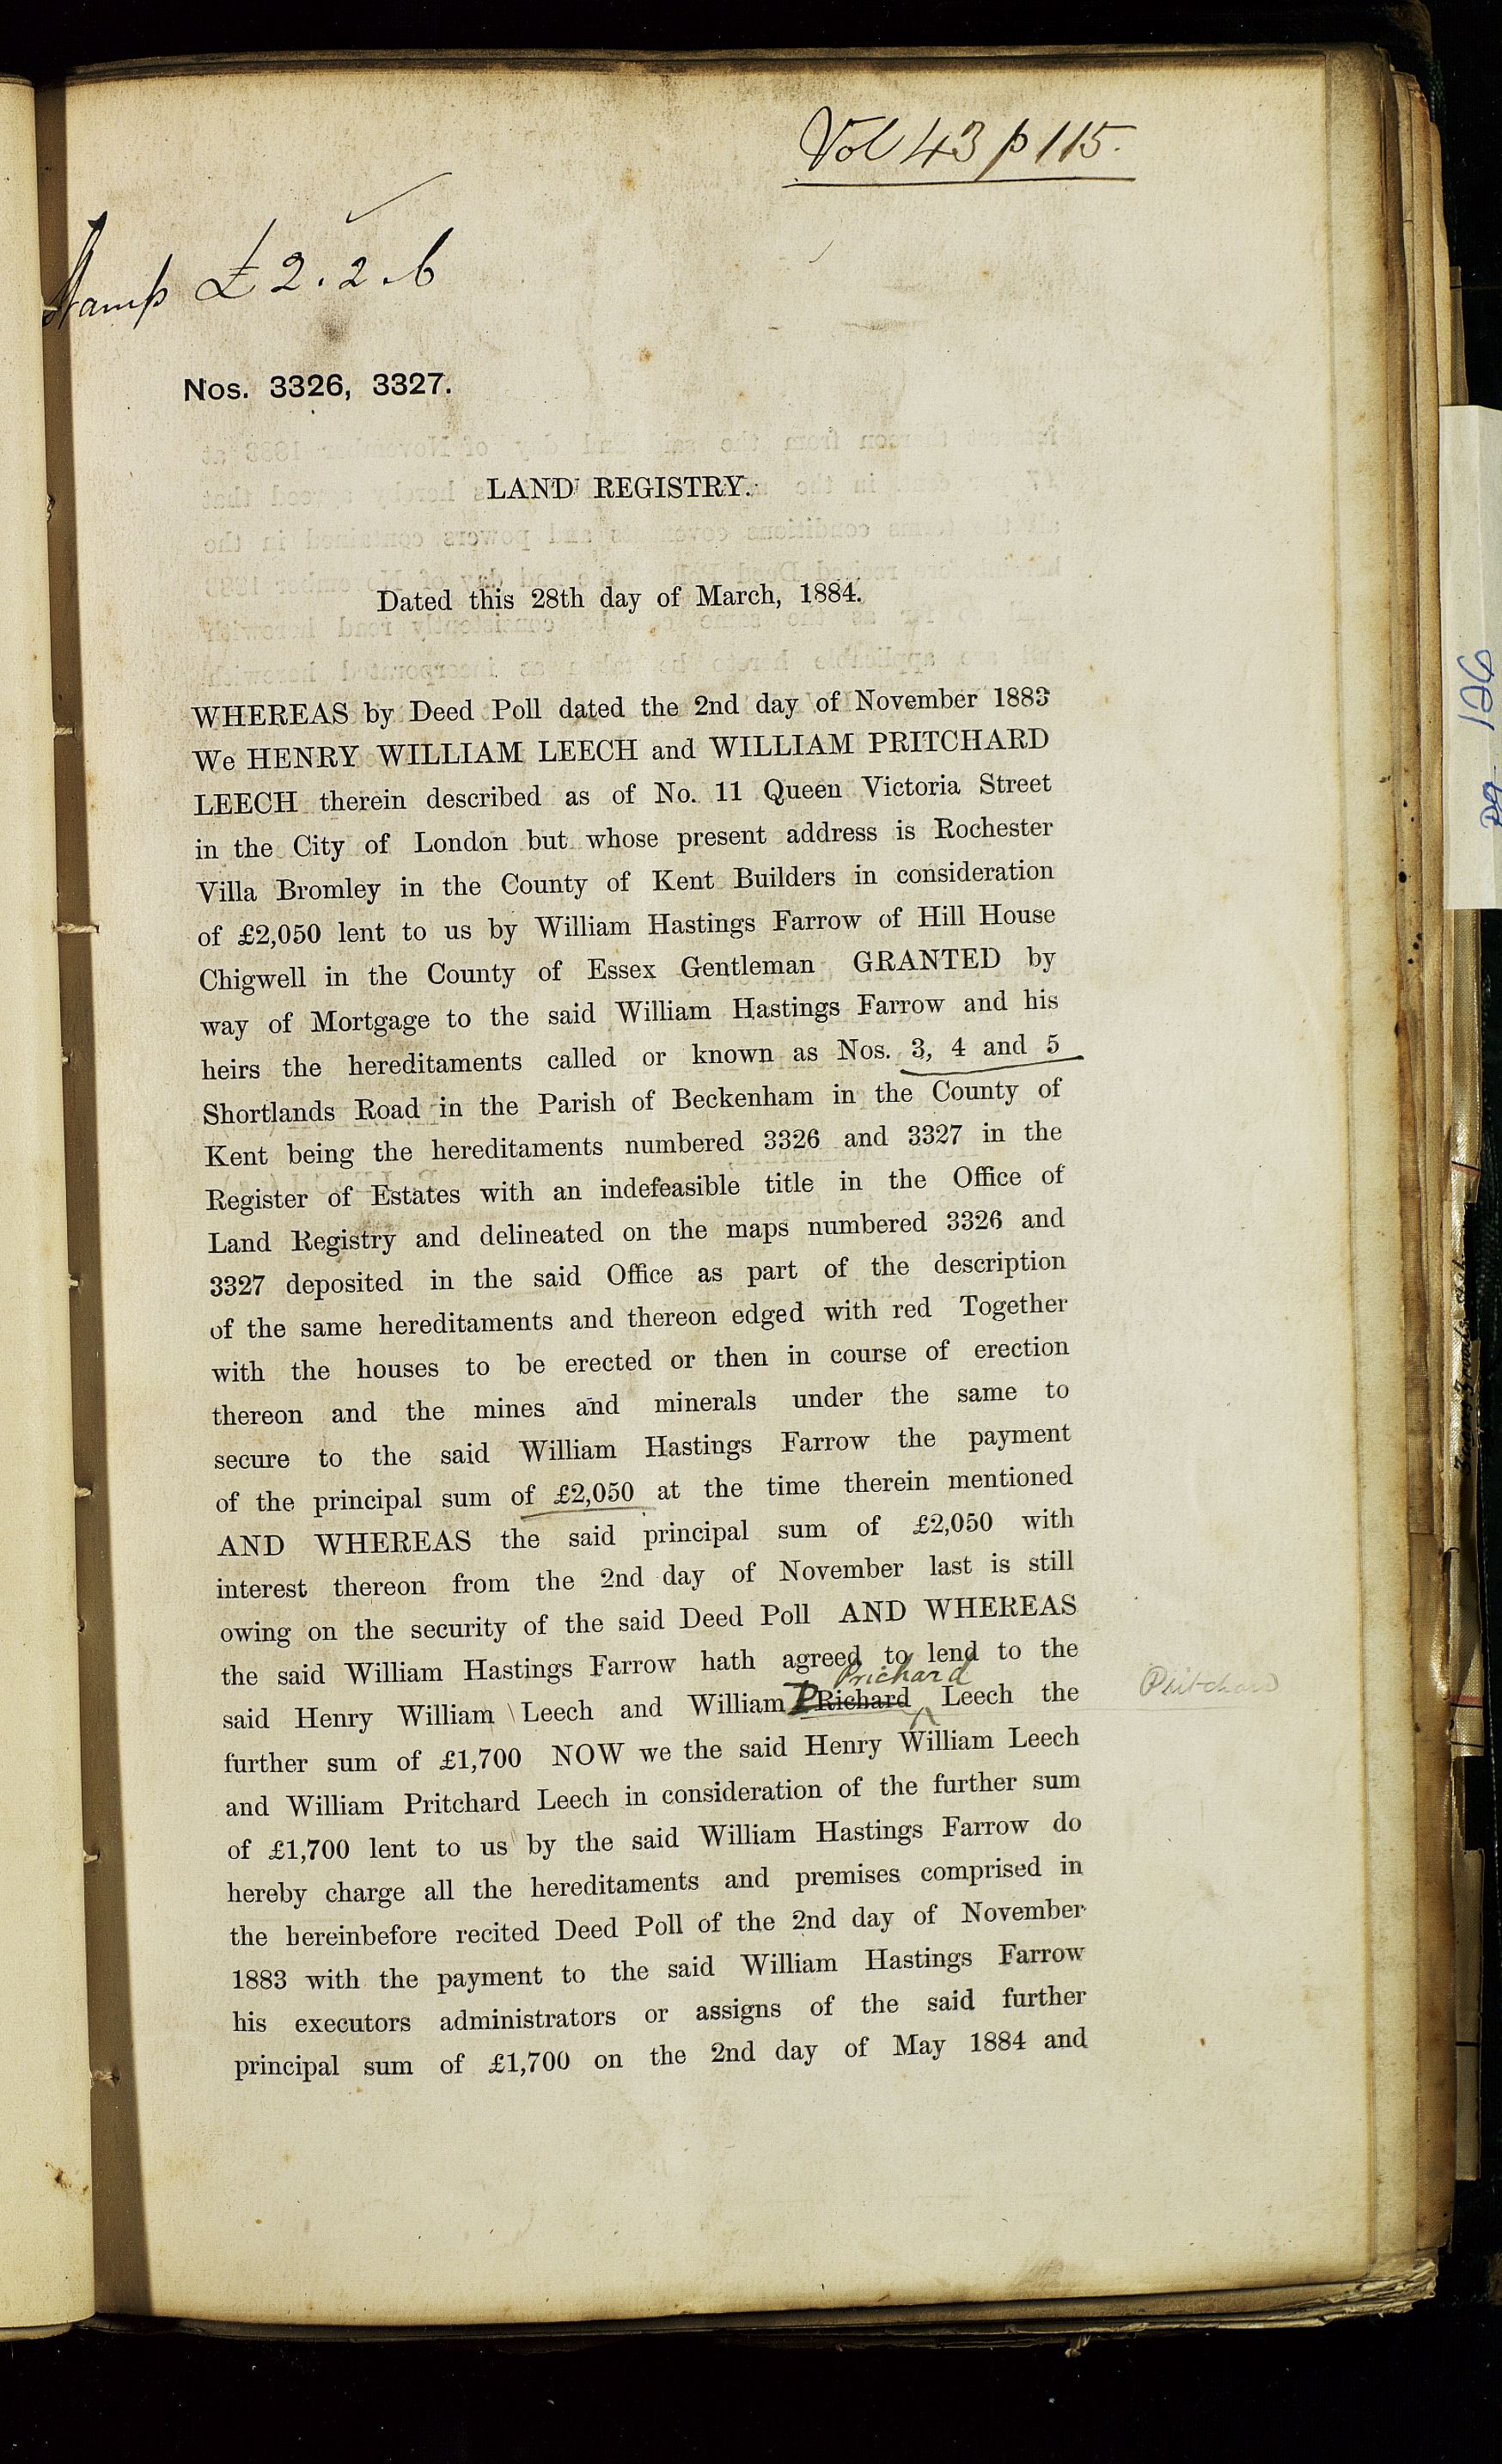 Vol 43 p 115.
Stamp £2.2.6
Nos. 3326, 3327.
LAND REGISTRY.
Dated this 28th day of March, 1884.
WHEREAS by Deed Poll dated the 2nd day of November 1883
We HENRY WILLIAM LEECH and WILLIAM PRITCHARD
LEECH therein described as of No. 11 Queen Victoria Street
in the City of London but whose present address is Rochester
Villa Bromley in the County of Kent Builders in consideration
of £2,050 lent to us by William Hastings Farrow of Hill House
Chigwell in the County of Essex Gentleman GRANTED by
way of Mortgage to the said William Hastings Farrow and his
heirs the hereditaments called or known as Nos. 3, 4 and 5
Shortlands Road in the Parish of Beckenham in the County of
Kent being the hereditaments numbered 3326 and 3327 in the
Register of Estates with an indefeasible title in the Office of
Land Registry and delineated on the maps numbered 3326 and
3327 deposited in the said Office as part of the description
of the same hereditaments and thereon edged with red Together
with the houses to be erected or then in course of erection
thereon and the mines and minerals under the same to
secure to the said William Hastings Farrow the payment
of the principal sum of £2,050 at the time therein mentioned
AND WHEREAS the said principal sum of £2,050 with
interest thereon from the 2nd day of November last is still
owing on the security of the said Deed Poll AND WHEREAS
the said William Hastings Farrow hath agreed to lend to the
Prichard
said Henry William Leech and William PRichard Leech the Pritchard
further sum of £1,700 NOW we the said Henry William Leech
and William Pritchard Leech in consideration of the further sum
of £1,700 lent to us by the said William Hastings Farrow do
hereby charge all the hereditaments and premises comprised in
the hereinbefore recited Deed Poll of the 2nd day of November
1883 with the payment to the said William Hastings Farrow
his executors administrators or assigns of the said further
principal sum of £1,700 on the 2nd day of May 1884 and